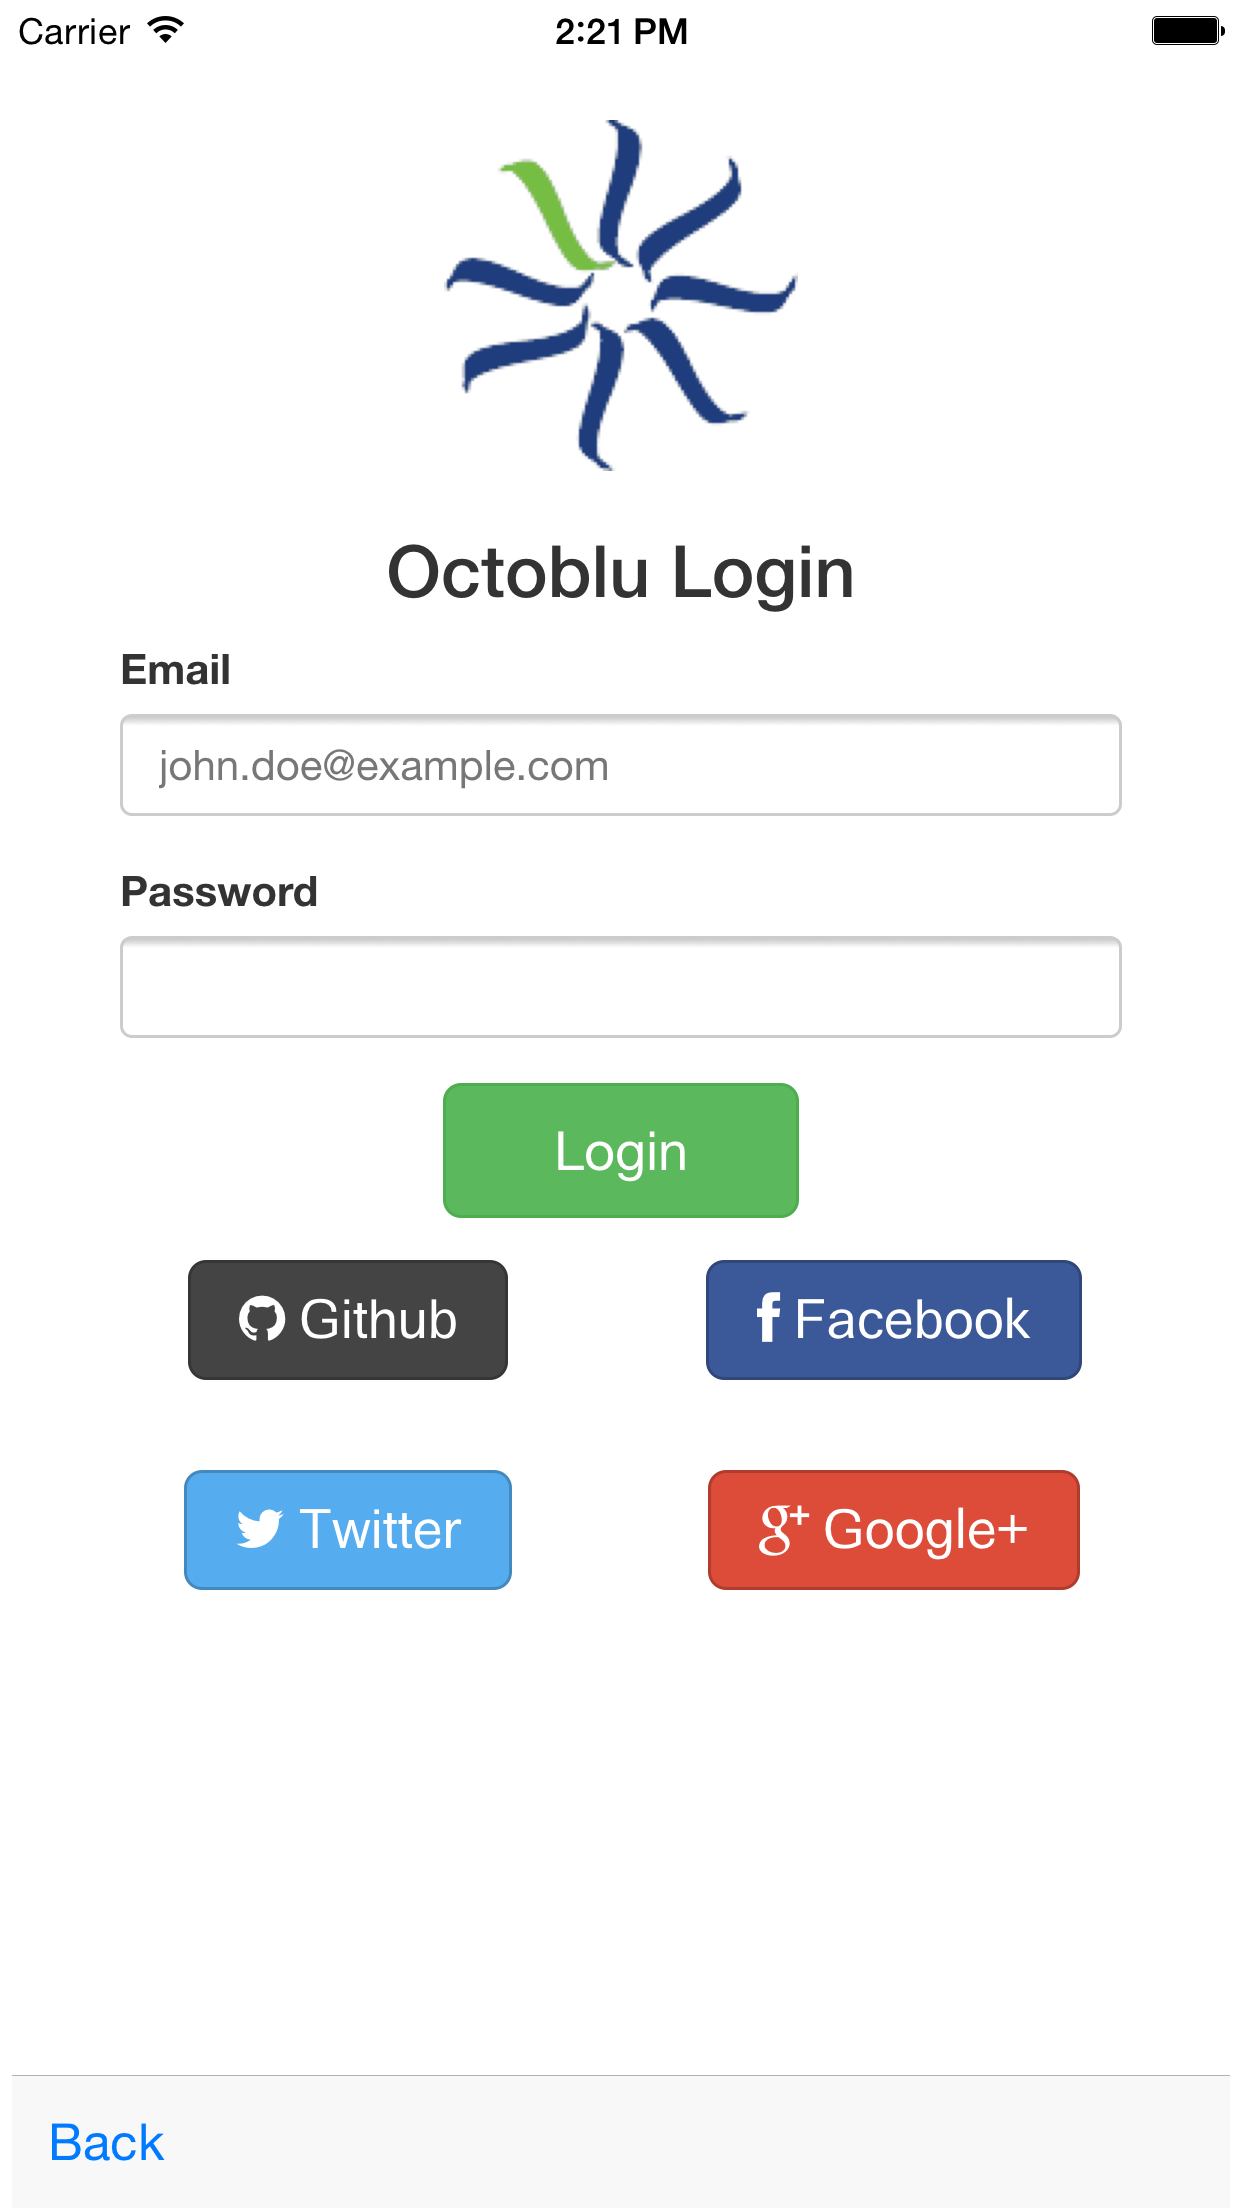 Carrier 2:21 PM
Octoblu Login
Email
john.doe@example.com
Password
Login
Github Facebook
Twitter g+ Google+
Back